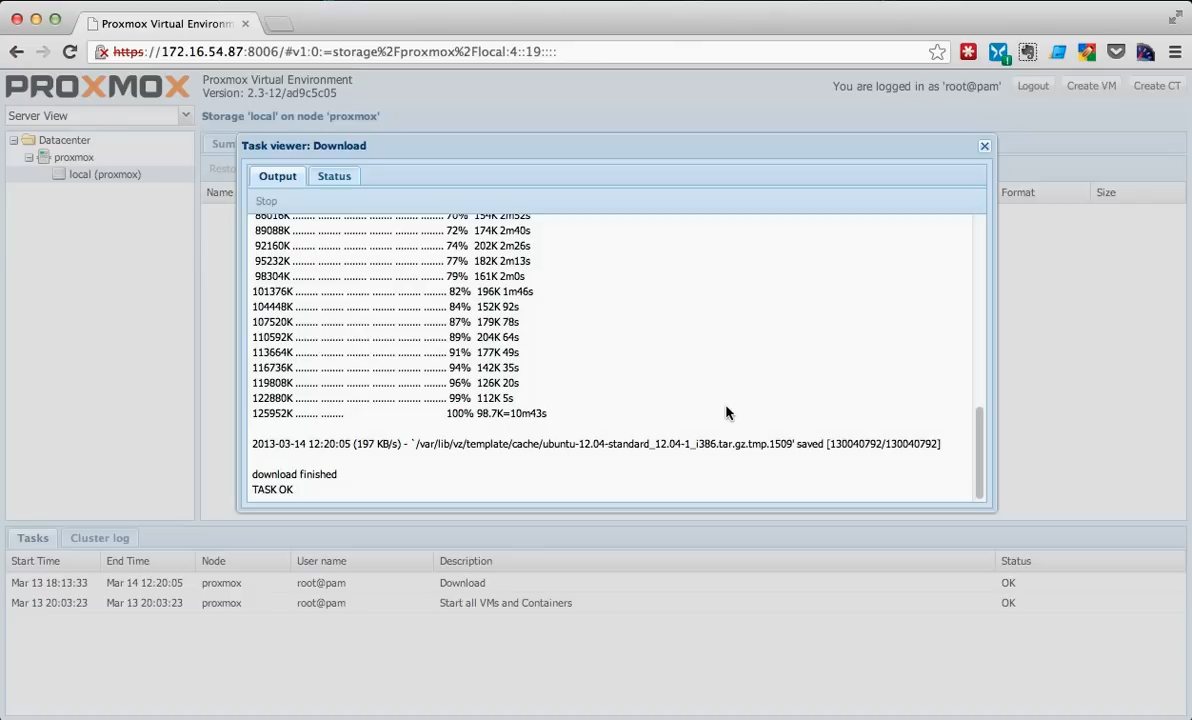 Proxmox Virtual Environm
https://172.16.54.87:8006/#v1:0:=storage%2Fproxmox%2Flocal:4::19::::
1
PROXMOX
Proxmox Virtual Environment
Version: 2.3-12/ad9c5c05
You are logged in as 'root@pam'
Logout
Create VM
Create CT
Server View
Storage 'local' on node 'proxmox'
Datacenter
proxmox
local (proxmox)
Sum
Resto
Name
Format
Size
Task viewer: Download
Output
Status
Stop
86016K ........ ........ ........ ........ ........ ........ 70% 154K 2m52s
89088K ........ ........ ........ ........ ........ ........ 72% 174K 2m40s
92160K ........ ........ ........ ........ ........ ........ 74% 202K 2m26s
95232K ........ ........ ........ ........ ........ ........ 77% 182K 2m13s
98304K ........ ........ ........ ........ ........ ........ 79% 161K 2m0s
101376K ........ ........ ........ ........ ........ ........ 82% 196K 1m46s
104448K ........ ........ ........ ........ ........ ........ 84% 152K 92s
107520K ........ ........ ........ ........ ........ ........ 87% 179K 78s
110592K ........ ........ ........ ........ ........ ........ 89% 204K 64s
113664K ........ ........ ........ ........ ........ ........ 91% 177K 49s
116736K ........ ........ ........ ........ ........ ........ 94% 142K 35s
119808K ........ ........ ........ ........ ........ ........ 96% 126K 20s
122880K ........ ........ ........ ........ ........ ........ 99% 112K 5s
125952K ........ ........ 100% 98.7K=10m43s
2013-03-14 12:20:05 (197 KB/s) - `/var/lib/vz/template/cache/ubuntu-12.04-standard_12.04-1_i386.tar.gz.tmp.1509' saved [130040792/130040792]
download finished
TASK OK
Tasks
Cluster log
Start Time End Time Node User name Description Status
Mar 13 18:13:33 Mar 14 12:20:05 proxmox root@pam Download OK
Mar 13 20:03:23 Mar 13 20:03:23 proxmox root@pam Start all VMs and Containers OK